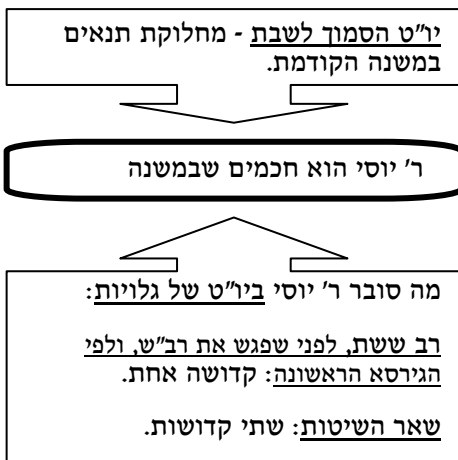 יו"ט הסמוך לשבת - מחלוקת תנאים
במשנה הקודמת.
ר' יוסי הוא חכמים שבמשנה
מה סובר ר' יוסי ביו"ט של גלויות:
רב ששת, לפני שפגש את רב"ש, ולפי
הגירסא הראשונה: קדושה אחת.
שאר השיטות: שתי קדושות.